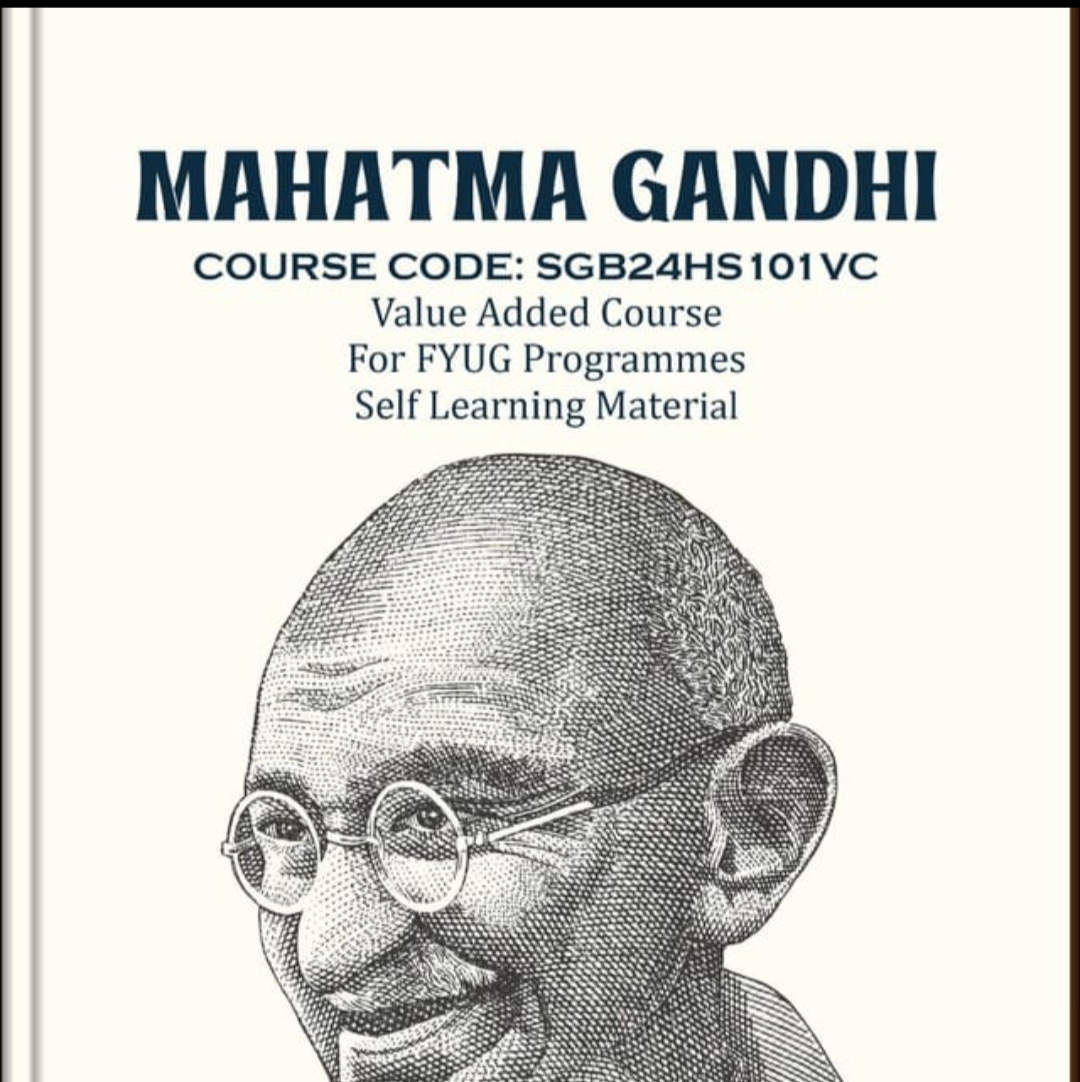 MAHATMA GANDHI
COURSE CODE: SGB24HS101VC
Value Added Course
For FYUG Programmes
Self Learning Material